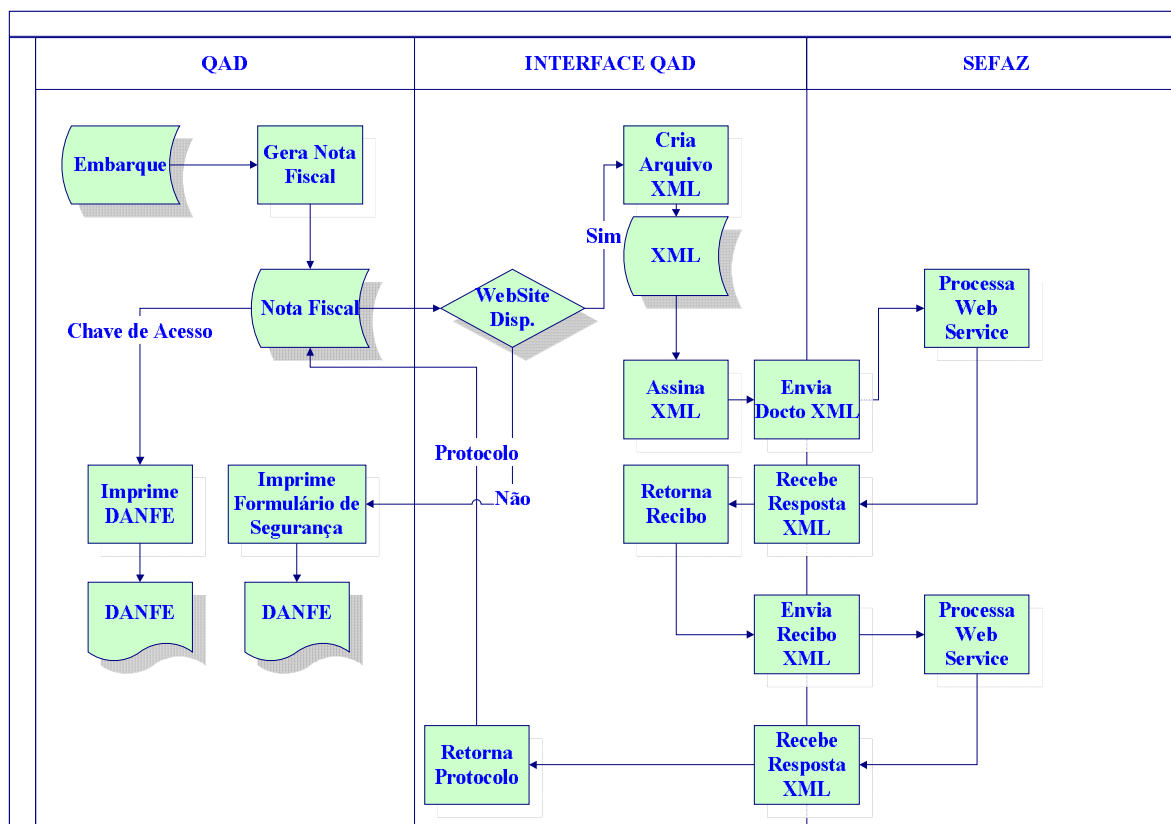 QAD
INTERFACE QAD
SEFAZ
Embarque
Gera Nota
Fiscal
Cria
Arquivo
XML
Sim
XML
Nota Fiscal
WebSite
Disp.
Processa
Web
Service
Chave de Acesso
Assina
XML
Envia
Docto XML
Protocolo
Não
Imprime
DANFE
Imprime
Formulário de
Segurança
Retorna
Recibo
Recebe
Resposta
XML
DANFE
DANFE
Envia
Recibo
XML
Processa
Web
Service
Retorna
Protocolo
Recebe
Resposta
XML